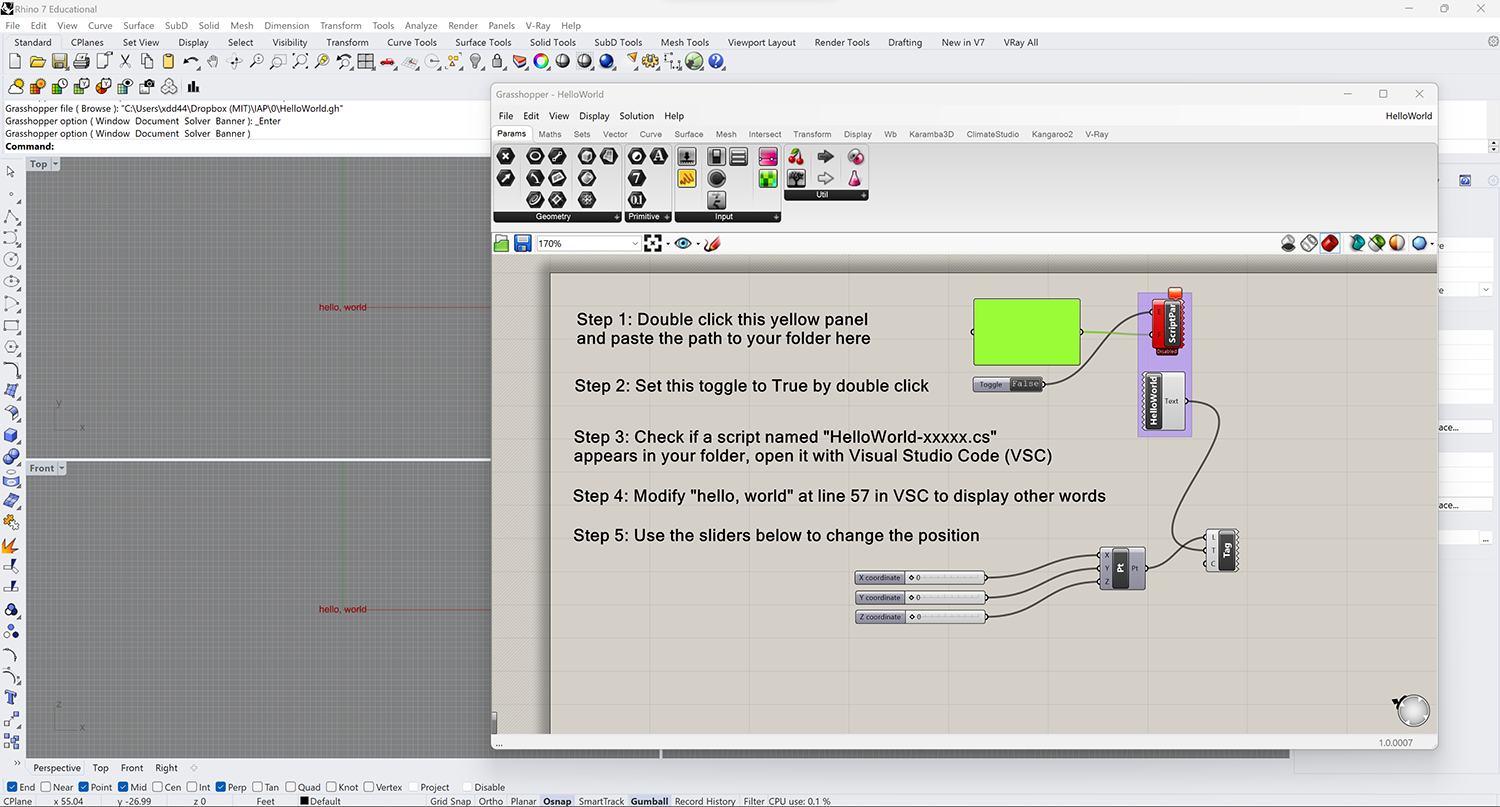 Rhino 7 Educational
File Edit View Curve Surface SubD Solid Mesh Dimension Transform Tools Analyze Render Panels V-Ray Help
Standard CPlanes Set View Display Select Visibility Transform Curve Tools Surface Tools Solid Tools SubD Tools Mesh Tools Viewport Layout Render Tools Drafting New in V7 VRay All
Grasshopper file ( Browse ): "C:\Users\xdd44\Dropbox (MIT)\IAP\0\HelloWorld.gh"
Grasshopper option ( Window Document Solver Banner ): _Enter
Grasshopper option ( Window Document Solver Banner )
Command:
Top
hello, world
y
x
Front
hello, world
z
x
Grasshopper - HelloWorld
File Edit View Display Solution Help
HelloWorld
Params Maths Sets Vector Curve Surface Mesh Intersect Transform Display Wb Karamba3D ClimateStudio Kangaroo2 V-Ray
Geometry Primitive Input Util
170%
Step 1: Double click this yellow panel
and paste the path to your folder here
Step 2: Set this toggle to True by double click
Toggle False
Step 3: Check if a script named "HelloWorld-xxxxx.cs"
appears in your folder, open it with Visual Studio Code (VSC)
Step 4: Modify "hello, world" at line 57 in VSC to display other words
Step 5: Use the sliders below to change the position
ScriptPar
Disabled
HelloWorld Text
X coordinate 0
Y coordinate 0
Z coordinate 0
X
Y
Z
Pt Pt
L
T
C
Tag
1.0.0007
ace...
ace...
Perspective Top Front Right
End Near Point Mid Cen Int Perp Tan Quad Knot Vertex Project Disable
CPlane x 55.04 y -26.99 z 0 Feet Default Grid Snap Ortho Planar Osnap SmartTrack Gumball Record History Filter CPU use: 0.1 %